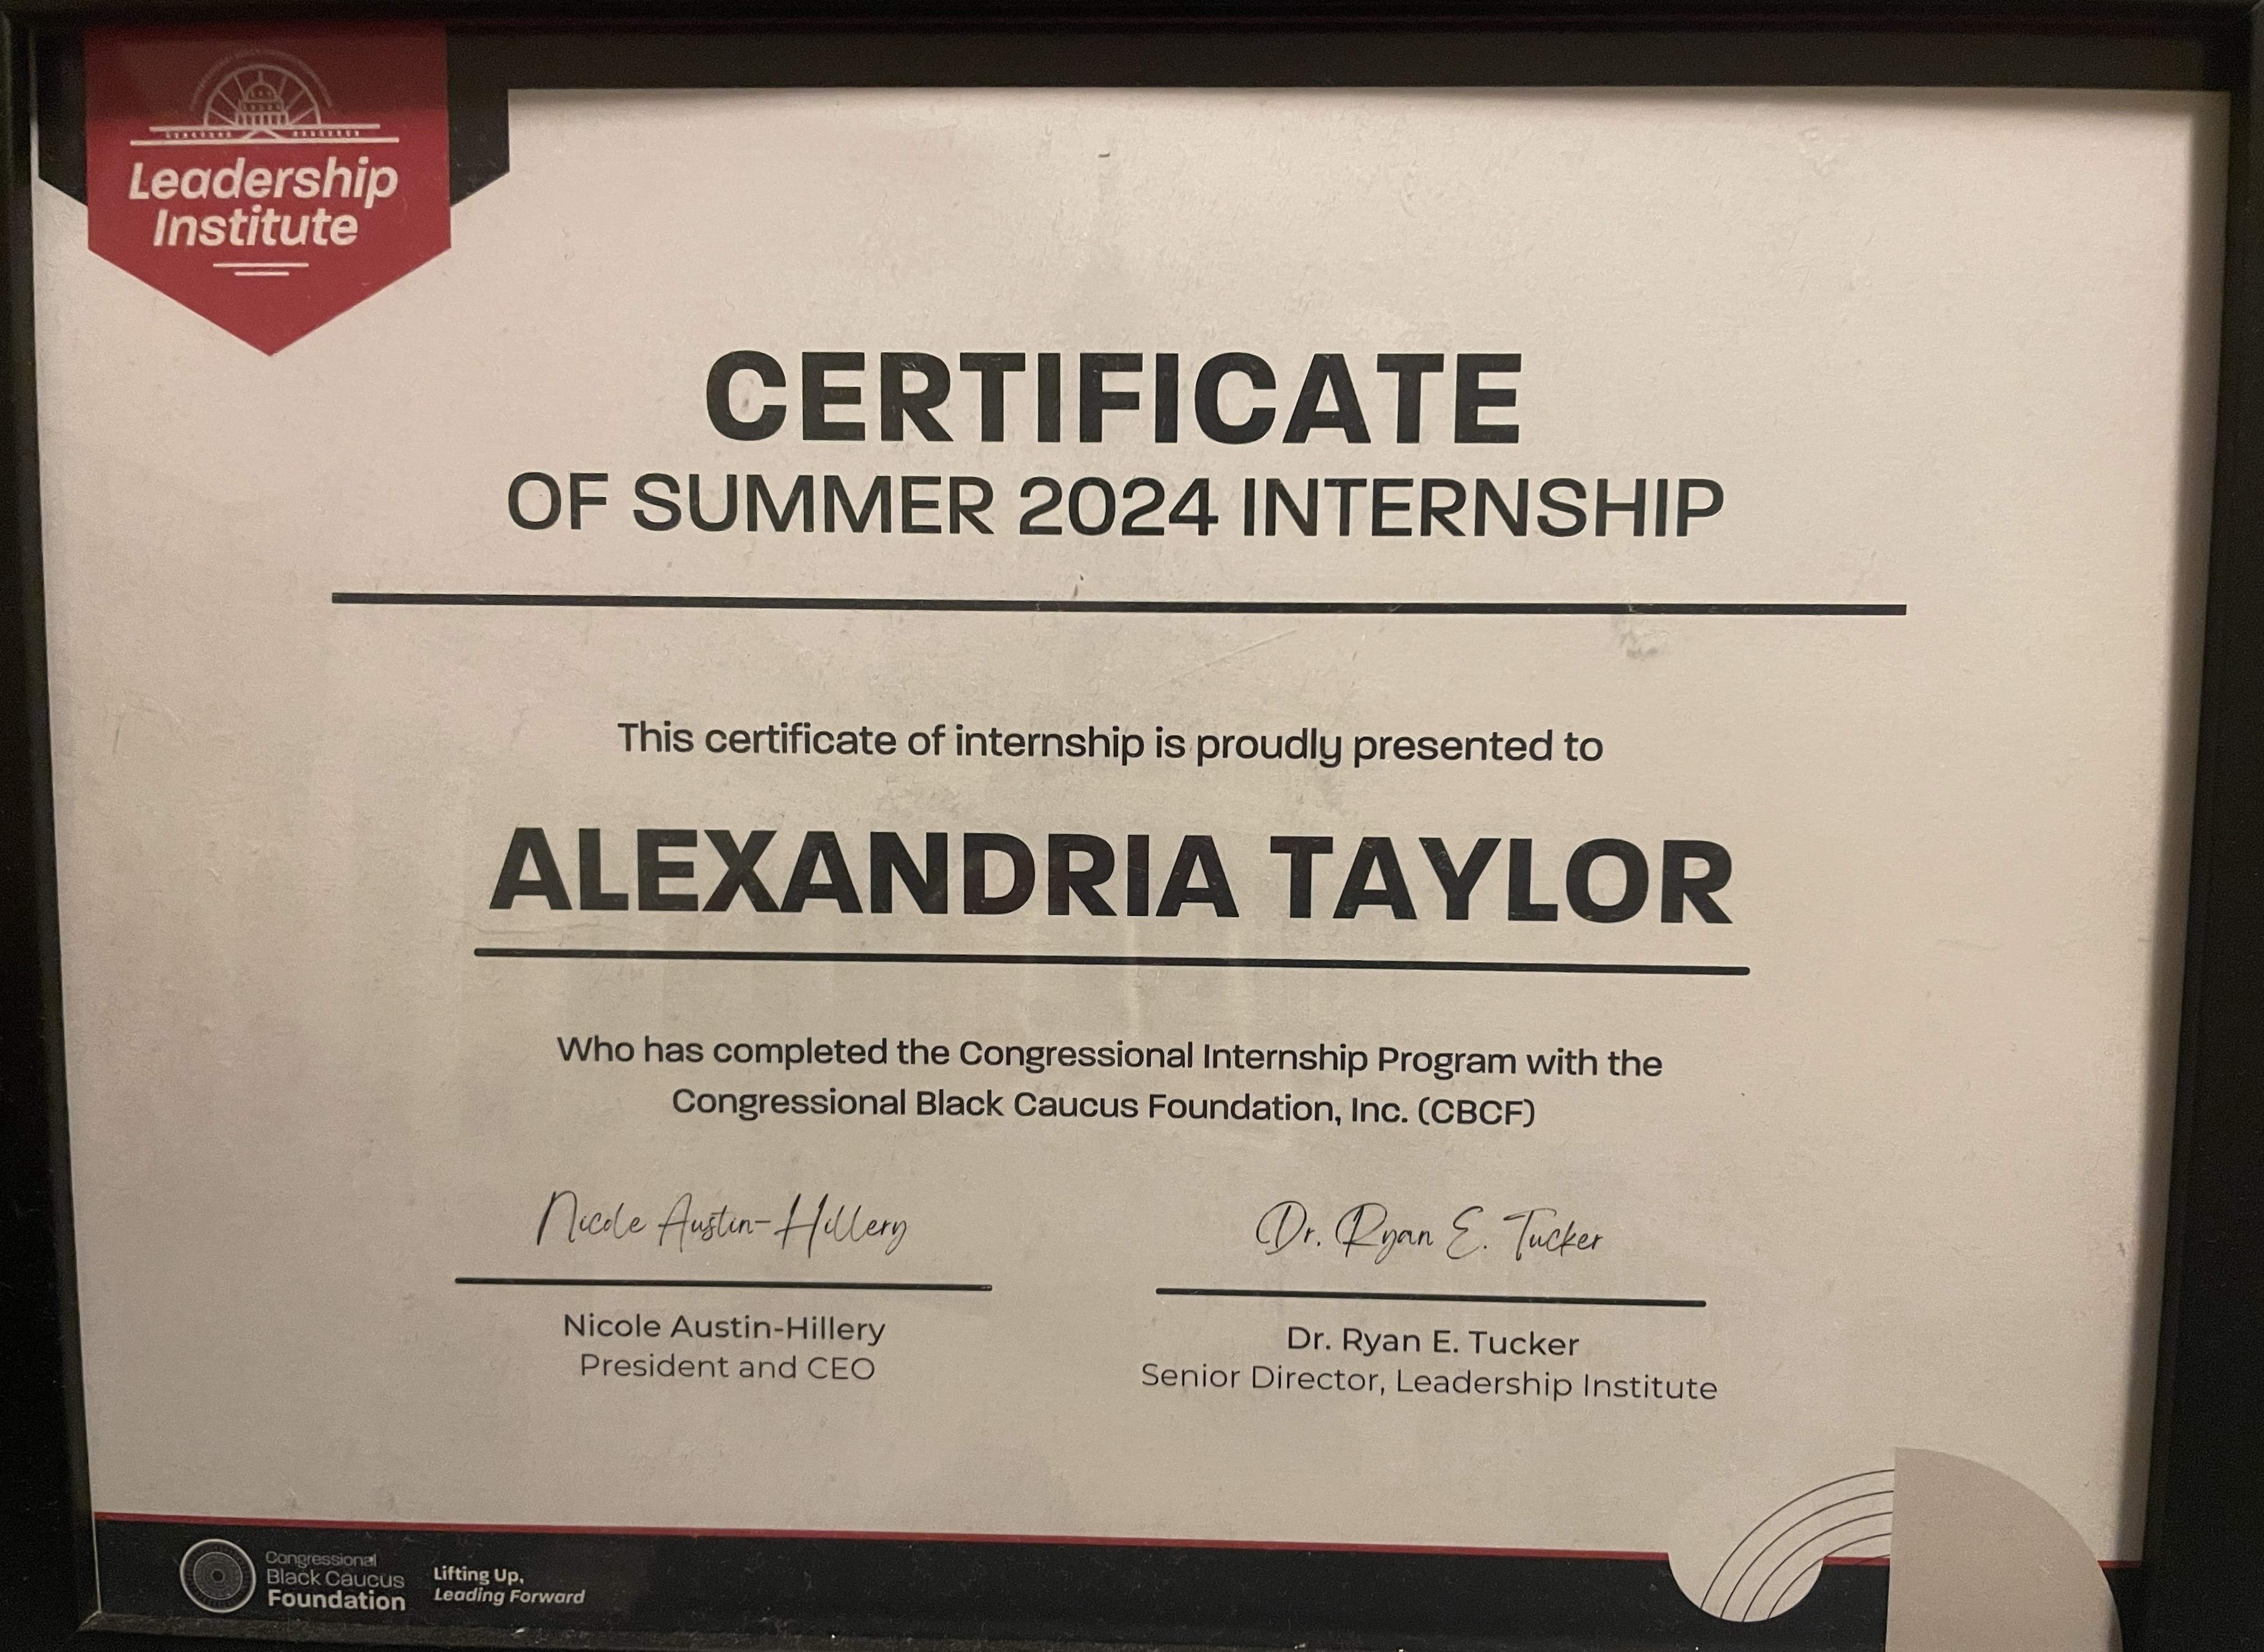 Leadership
Institute
CERTIFICATE
OF SUMMER 2024 INTERNSHIP
This certificate of internship is proudly presented to
ALEXANDRIA TAYLOR
Who has completed the Congressional Internship Program with the
Congressional Black Caucus Foundation, Inc. (CBCF)
Nicole Austin-Hillery
Dr. Ryan E. Tucker
Nicole Austin-Hillery
President and CEO
Dr. Ryan E. Tucker
Senior Director, Leadership Institute
Congressional
Black Caucus
Foundation
Lifting Up,
Leading Forward